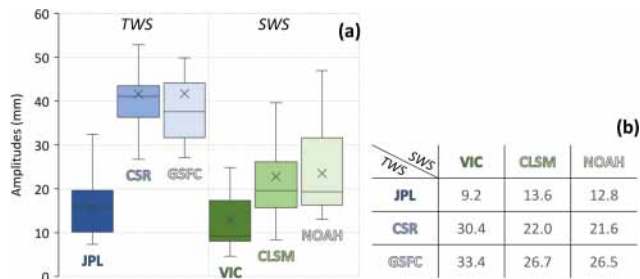 TWS SWS (a)
60
50
40
30
20
10
0
Amplitudes (mm)
JPL
CSR
GSFC
VIC
CLSM
NOAH
(b)
SWS
TWS VIC CLSM NOAH
JPL 9.2 13.6 12.8
CSR 30.4 22.0 21.6
GSFC 33.4 26.7 26.5